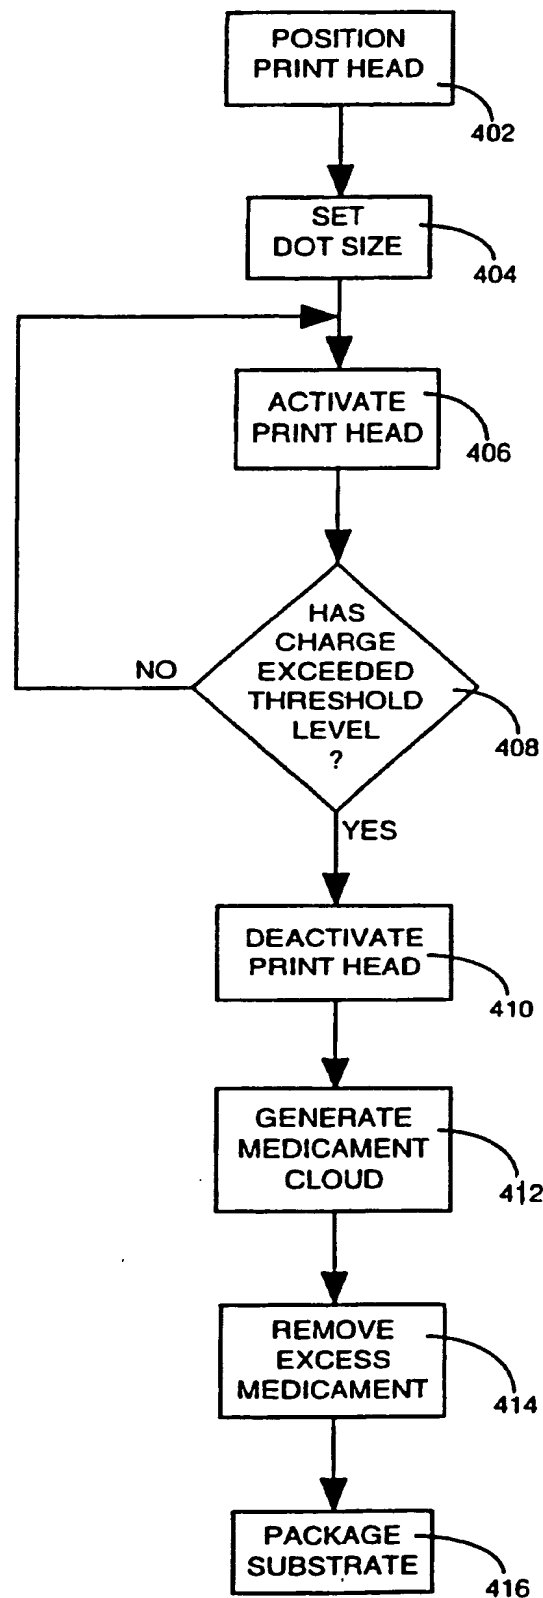 POSITION
PRINT HEAD
402
SET
DOT SIZE
404
ACTIVATE
PRINT HEAD
406
HAS
CHARGE
EXCEEDED
THRESHOLD
LEVEL
?
408
NO
YES
DEACTIVATE
PRINT HEAD
410
GENERATE
MEDICAMENT
CLOUD
412
REMOVE
EXCESS
MEDICAMENT
414
PACKAGE
SUBSTRATE
416